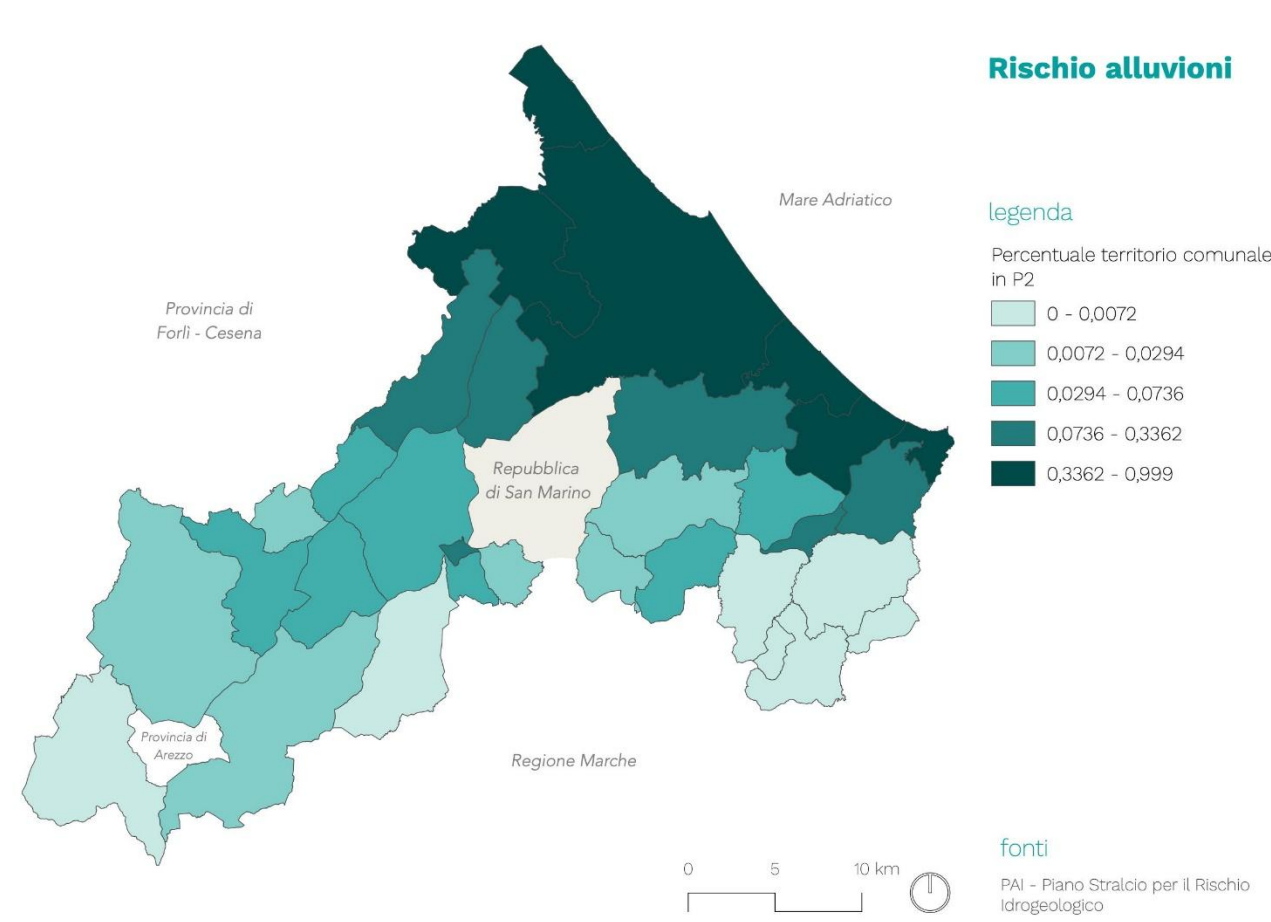 Rischio alluvioni
Mare Adriatico
legenda
Percentuale territorio comunale
in P2
0 - 0,0072
0,0072 - 0,0294
0,0294 - 0,0736
0,0736 - 0,3362
0,3362 - 0,999
Provincia di
Forlì - Cesena
Repubblica
di San Marino
Provincia di
Arezzo
Regione Marche
0 5 10 km
fonti
PAI - Piano Stralcio per il Rischio
Idrogeologico